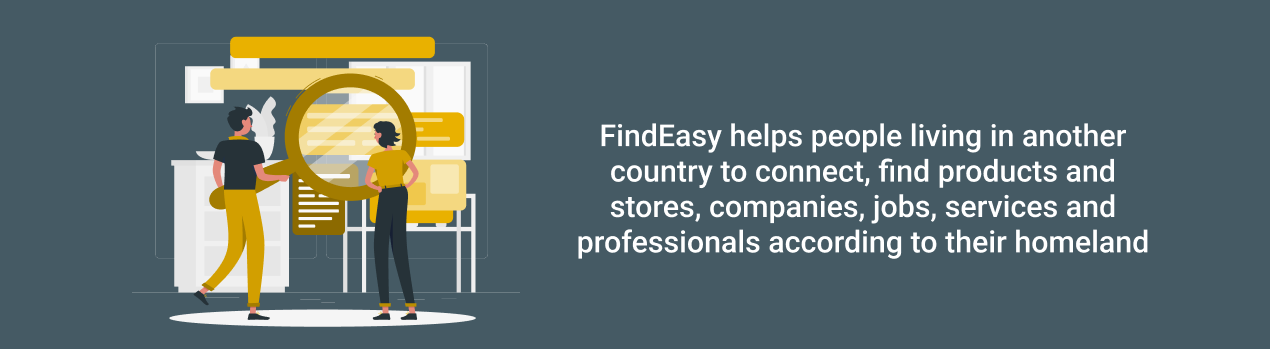 FindEasy helps people living in another
country to connect, find products and
stores, companies, jobs, services and
professionals according to their homeland